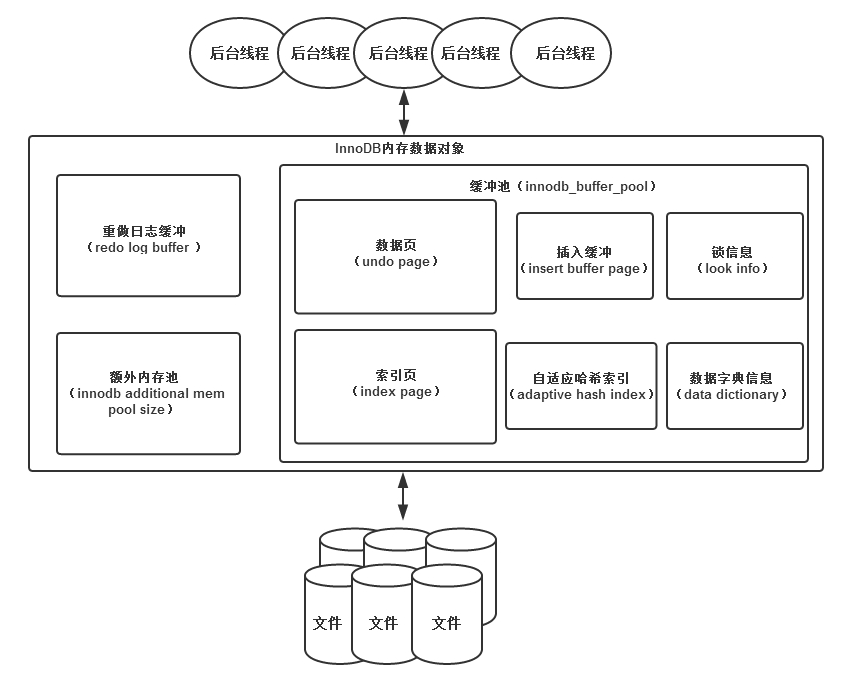 后台线程
后台线程
后台线程
后台线程
后台线程
InnoDB内存数据对象
重做日志缓冲
（redo log buffer ）
额外内存池
（innodb additional mem
pool size）
缓冲池（innodb_buffer_pool）
数据页
（undo page）
插入缓冲
（insert buffer page）
锁信息
（look info）
索引页
（index page）
自适应哈希索引
（adaptive hash index）
数据字典信息
（data dictionary）
文件
文件
文件